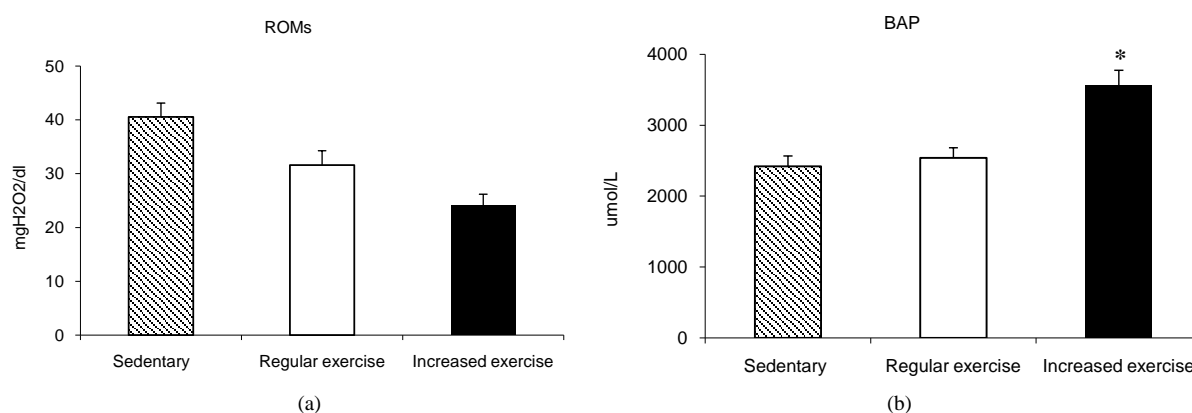 ROMs
50
40
30
20
10
0
mgH2O2/dl
Sedentary
Regular exercise
Increased exercise
(a)
BAP
4000
3000
2000
1000
0
umol/L
*
Sedentary
Regular exercise
Increased exercise
(b)